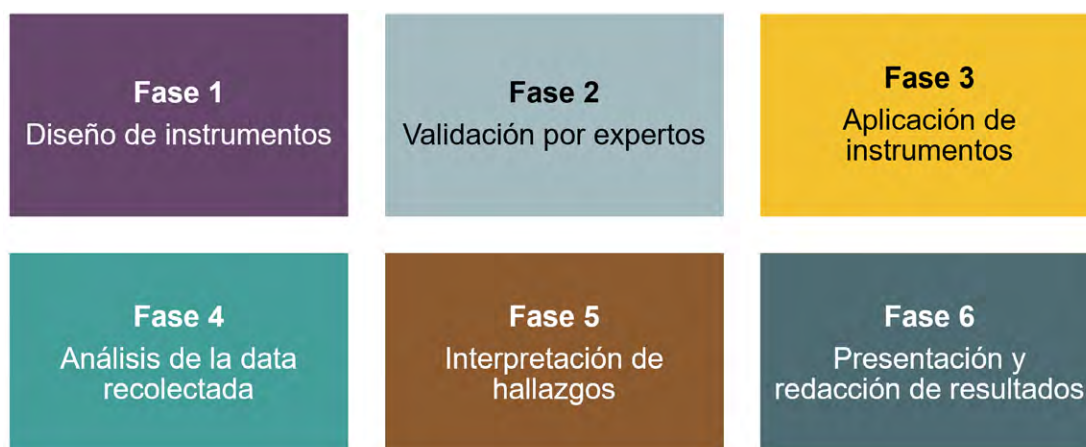 Fase 1
Diseño de instrumentos
Fase 2
Validación por expertos
Fase 3
Aplicación de
instrumentos
Fase 4
Análisis de la data
recolectada
Fase 5
Interpretación de
hallazgos
Fase 6
Presentación y
redacción de resultados